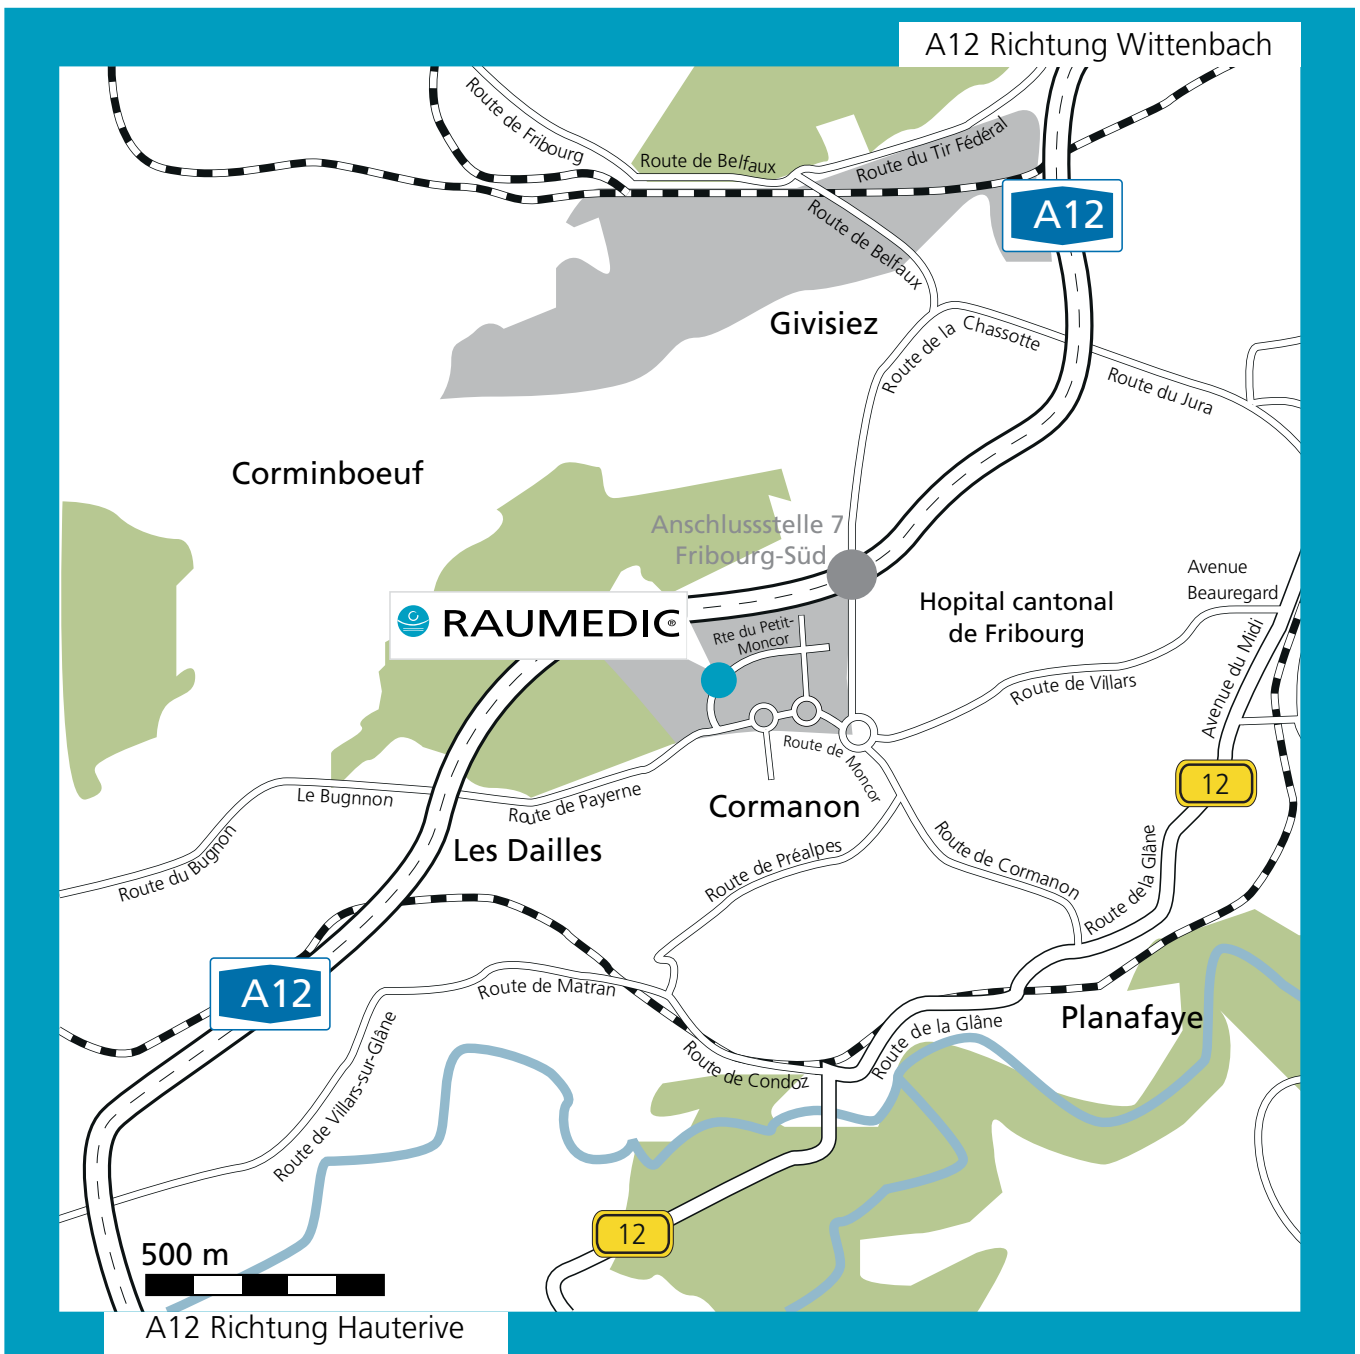 A12 Richtung Wittenbach
Route de Fribourg
Route de Belfaux
Route du Tir Fédéral
A12
Route de Belfaux
Givisiez
Route de la Chassotte
Route du Jura
Corminboeuf
Anschlussstelle 7
Fribourg-Süd
RAUMEDIC®
Rte du Petit-
Moncor
Hopital cantonal
de Fribourg
Avenue
Beauregard
Avenue du Midi
Route de Villars
Route de Moncor
12
Le Bugnnon
Route de Payerne
Cormanon
Route du Bugnon
Les Dailles
Route de Préalpes
Route de Cormanon
Route de la Glâne
A12
Route de Matran
Route de Villars-sur-Glâne
Route de Condoz
Route de la Glâne
Planafaye
12
500 m
A12 Richtung Hauterive